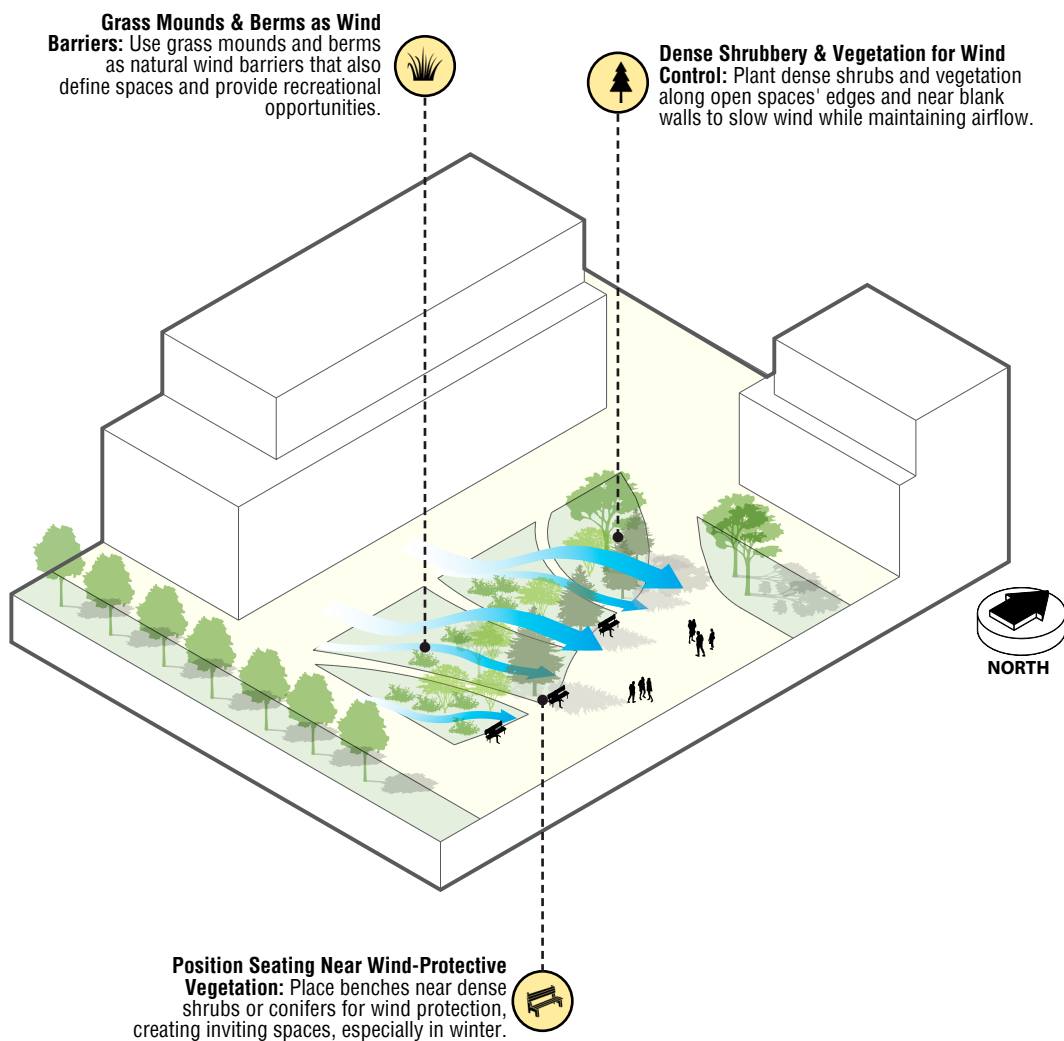 Grass Mounds & Berms as Wind
Barriers: Use grass mounds and berms
as natural wind barriers that also
define spaces and provide recreational
opportunities.
Dense Shrubbery & Vegetation for Wind
Control: Plant dense shrubs and vegetation
along open spaces' edges and near blank
walls to slow wind while maintaining airflow.
NORTH
Position Seating Near Wind-Protective
Vegetation: Place benches near dense
shrubs or conifers for wind protection,
creating inviting spaces, especially in winter.